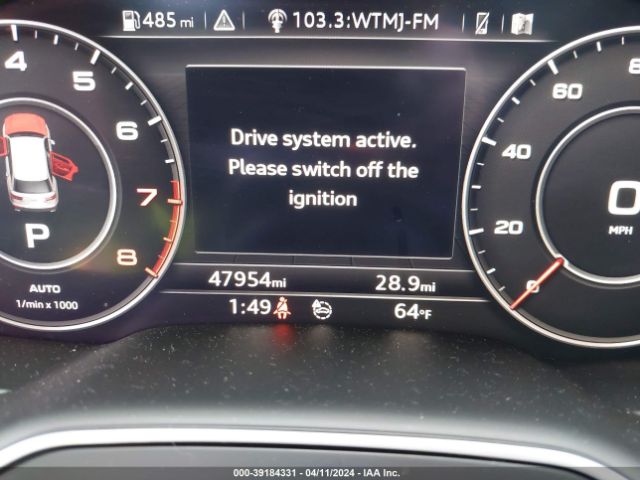 485 mi 103.3:WTMJ-FM
4 5 6 7 8
P
AUTO
1/min x 1000
Drive system active.
Please switch off the
ignition
47954mi 28.9mi
1:49 64°F
60
40
20
0
0
MPH
000-39184331 - 04/11/2024 - IAA Inc.